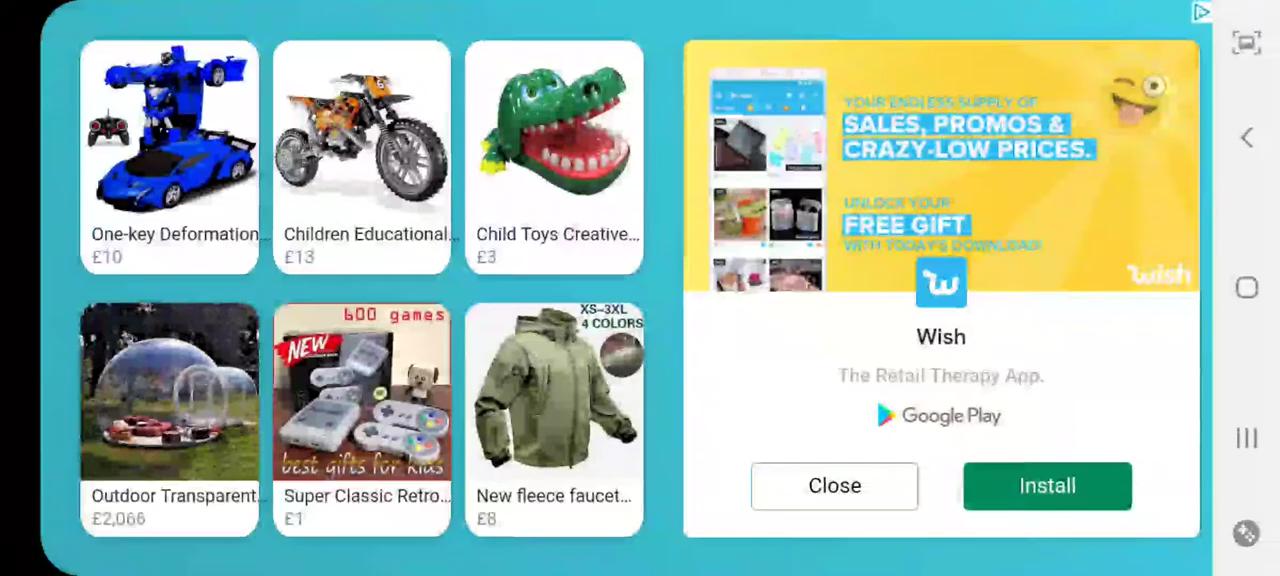 One-key Deformation...
£10
Children Educational...
£13
Child Toys Creative...
£3
600 games
NEW
best gifts for kids
XS-3XL
4 COLORS
Outdoor Transparent...
£2,066
Super Classic Retro...
£1
New fleece faucet...
£8
YOUR ENDLESS SUPPLY OF
SALES, PROMOS &
CRAZY-LOW PRICES.
UNLOCK YOUR
FREE GIFT
WITH TODAY'S DOWNLOAD!
wish
Wish
The Retail Therapy App.
Google Play
Close
Install